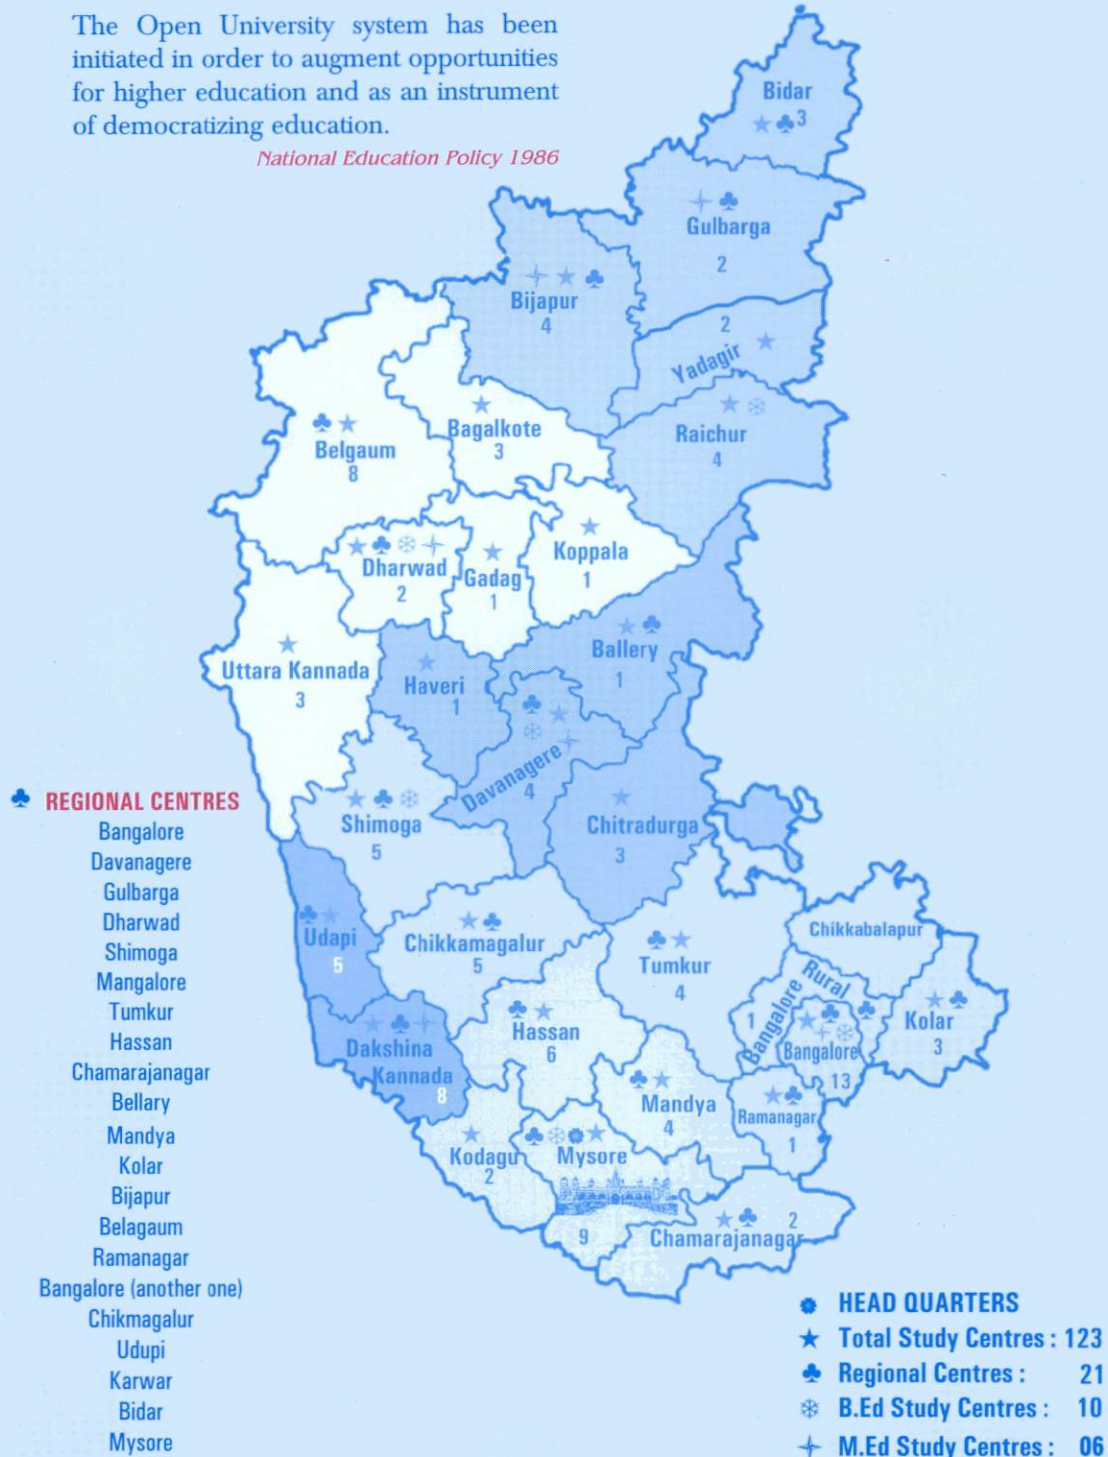 The Open University system has been
initiated in order to augment opportunities
for higher education and as an instrument
of democratizing education.
National Education Policy 1986
Bidar
3
Gulbarga
2
Bijapur
4
2
Yadagir
Raichur
4
Bagalkote
3
Belgaum
8
Dharwad
2
Gadag
1
Koppala
1
Ballery
1
Uttara Kannada
3
Haveri
1
Davanagere
4
Shimoga
5
Chitradurga
3
Udapi
5
Chikkamagalur
5
Tumkur
4
Chikkabalapur
Bangalore Rural
1
Bangalore
13
Kolar
3
Hassan
6
Dakshina
Kannada
8
Mandya
4
Ramanagar
1
Kodagu
2
Mysore
9
2
Chamarajanagar
REGIONAL CENTRES
Bangalore
Davanagere
Gulbarga
Dharwad
Shimoga
Mangalore
Tumkur
Hassan
Chamarajanagar
Bellary
Mandya
Kolar
Bijapur
Belagaum
Ramanagar
Bangalore (another one)
Chikmagalur
Udupi
Karwar
Bidar
Mysore
HEAD QUARTERS
Total Study Centres : 123
Regional Centres : 21
B.Ed Study Centres : 10
M.Ed Study Centres : 06